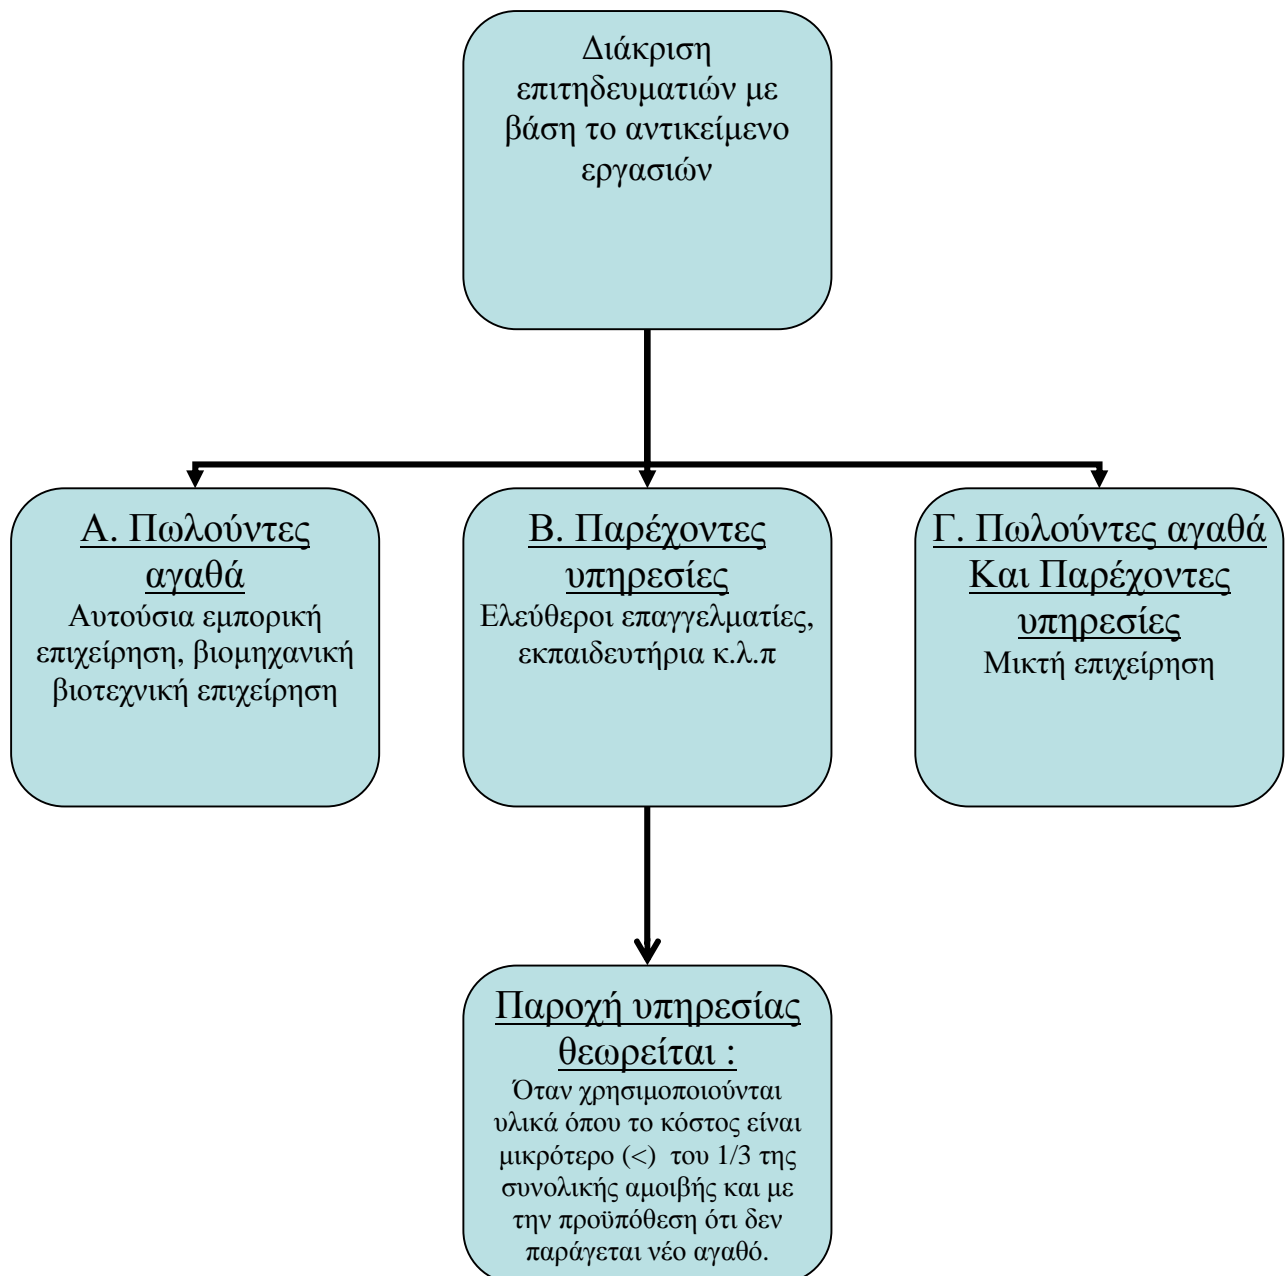 Διάκριση
επιτηδευματιών με
βάση το αντικείμενο
εργασιών
Α. Πωλούντες
αγαθά
Αυτούσια εμπορική
επιχείρηση, βιομηχανική
βιοτεχνική επιχείρηση
Β. Παρέχοντες
υπηρεσίες
Ελεύθεροι επαγγελματίες,
εκπαιδευτήρια κ.λ.π
Γ. Πωλούντες αγαθά
Και Παρέχοντες
υπηρεσίες
Μικτή επιχείρηση
Παροχή υπηρεσίας
θεωρείται :
Όταν χρησιμοποιούνται
υλικά όπου το κόστος είναι
μικρότερο (<) του 1/3 της
συνολικής αμοιβής και με
την προϋπόθεση ότι δεν
παράγεται νέο αγαθό.